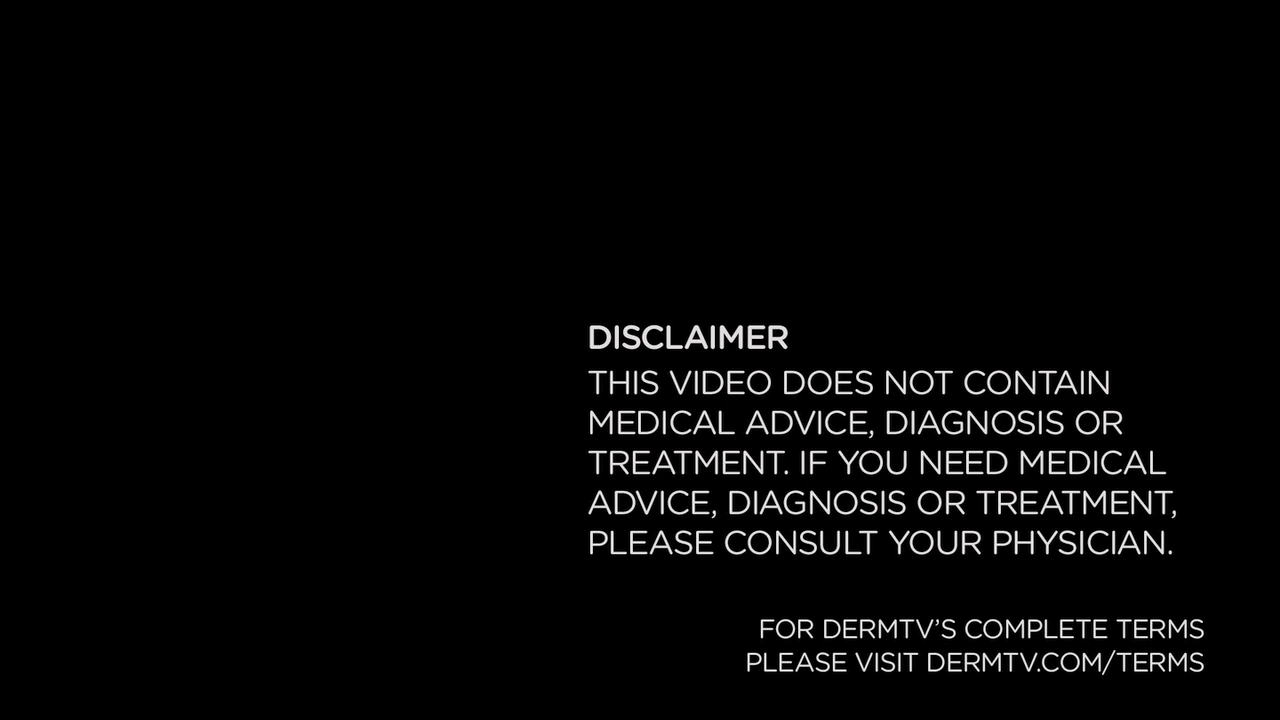 DISCLAIMER
THIS VIDEO DOES NOT CONTAIN
MEDICAL ADVICE, DIAGNOSIS OR
TREATMENT. IF YOU NEED MEDICAL
ADVICE, DIAGNOSIS OR TREATMENT,
PLEASE CONSULT YOUR PHYSICIAN.
FOR DERMTV’S COMPLETE TERMS
PLEASE VISIT DERMTV.COM/TERMS